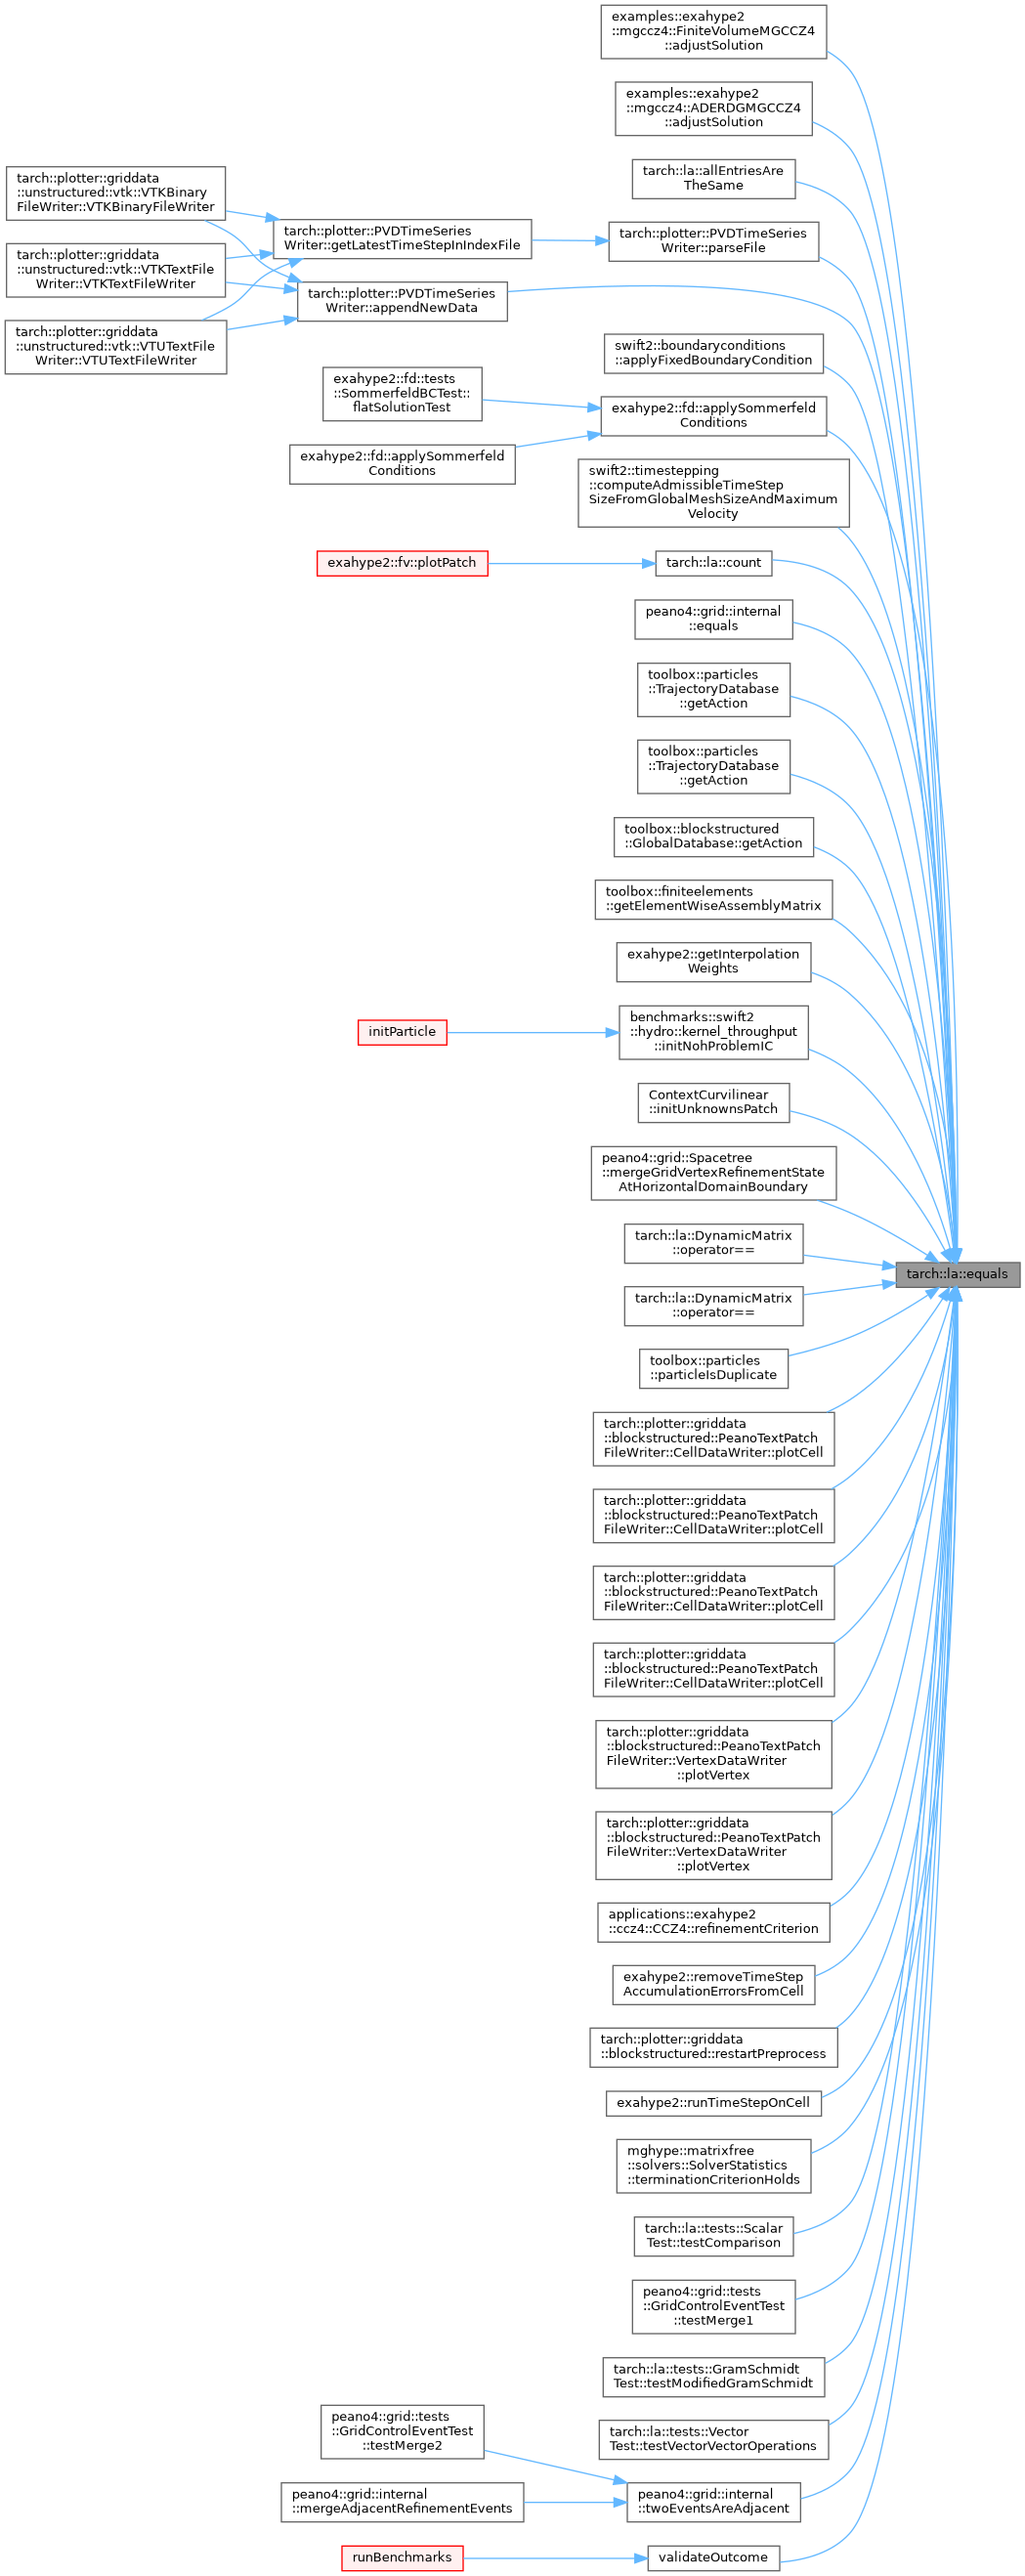 examples::exahype2
::mgccz4::FiniteVolumeMGCCZ4
::adjustSolution
examples::exahype2
::mgccz4::ADERDGMGCCZ4
::adjustSolution
tarch::la::allEntriesAre
TheSame
tarch::plotter::griddata
::unstructured::vtk::VTKBinary
FileWriter::VTKBinaryFileWriter
tarch::plotter::PVDTimeSeries
Writer::getLatestTimeStepInIndexFile
tarch::plotter::PVDTimeSeries
Writer::parseFile
tarch::plotter::griddata
::unstructured::vtk::VTKTextFile
Writer::VTKTextFileWriter
tarch::plotter::PVDTimeSeries
Writer::appendNewData
tarch::plotter::griddata
::unstructured::vtk::VTUTextFile
Writer::VTUTextFileWriter
swift2::boundaryconditions
::applyFixedBoundaryCondition
exahype2::fd::tests
::SommerfeldBCTest::
flatSolutionTest
exahype2::fd::applySommerfeld
Conditions
exahype2::fd::applySommerfeld
Conditions
swift2::timestepping
::computeAdmissibleTimeStep
SizeFromGlobalMeshSizeAndMaximum
Velocity
exahype2::fv::plotPatch
tarch::la::count
peano4::grid::internal
::equals
toolbox::particles
::TrajectoryDatabase
::getAction
toolbox::particles
::TrajectoryDatabase
::getAction
toolbox::blockstructured
::GlobalDatabase::getAction
toolbox::finiteelements
::getElementWiseAssemblyMatrix
exahype2::getInterpolation
Weights
initParticle
benchmarks::swift2
::hydro::kernel_throughput
::initNohProblemIC
ContextCurvilinear
::initUnknownsPatch
peano4::grid::Spacetree
::mergeGridVertexRefinementState
AtHorizontalDomainBoundary
tarch::la::DynamicMatrix
::operator==
tarch::la::equals
tarch::la::DynamicMatrix
::operator==
toolbox::particles
::particleIsDuplicate
tarch::plotter::griddata
::blockstructured::PeanoTextPatch
FileWriter::CellDataWriter::plotCell
tarch::plotter::griddata
::blockstructured::PeanoTextPatch
FileWriter::CellDataWriter::plotCell
tarch::plotter::griddata
::blockstructured::PeanoTextPatch
FileWriter::CellDataWriter::plotCell
tarch::plotter::griddata
::blockstructured::PeanoTextPatch
FileWriter::CellDataWriter::plotCell
tarch::plotter::griddata
::blockstructured::PeanoTextPatch
FileWriter::VertexDataWriter
::plotVertex
tarch::plotter::griddata
::blockstructured::PeanoTextPatch
FileWriter::VertexDataWriter
::plotVertex
applications::exahype2
::ccz4::CCZ4::refinementCriterion
exahype2::removeTimeStep
AccumulationErrorsFromCell
tarch::plotter::griddata
::blockstructured::restartPreprocess
exahype2::runTimeStepOnCell
mghype::matrixfree
::solvers::SolverStatistics
::terminationCriterionHolds
tarch::la::tests::Scalar
Test::testComparison
peano4::grid::tests
::GridControlEventTest
::testMerge1
tarch::la::tests::GramSchmidt
Test::testModifiedGramSchmidt
tarch::la::tests::Vector
Test::testVectorVectorOperations
peano4::grid::tests
::GridControlEventTest
::testMerge2
peano4::grid::internal
::mergeAdjacentRefinementEvents
peano4::grid::internal
::twoEventsAreAdjacent
runBenchmarks
validateOutcome